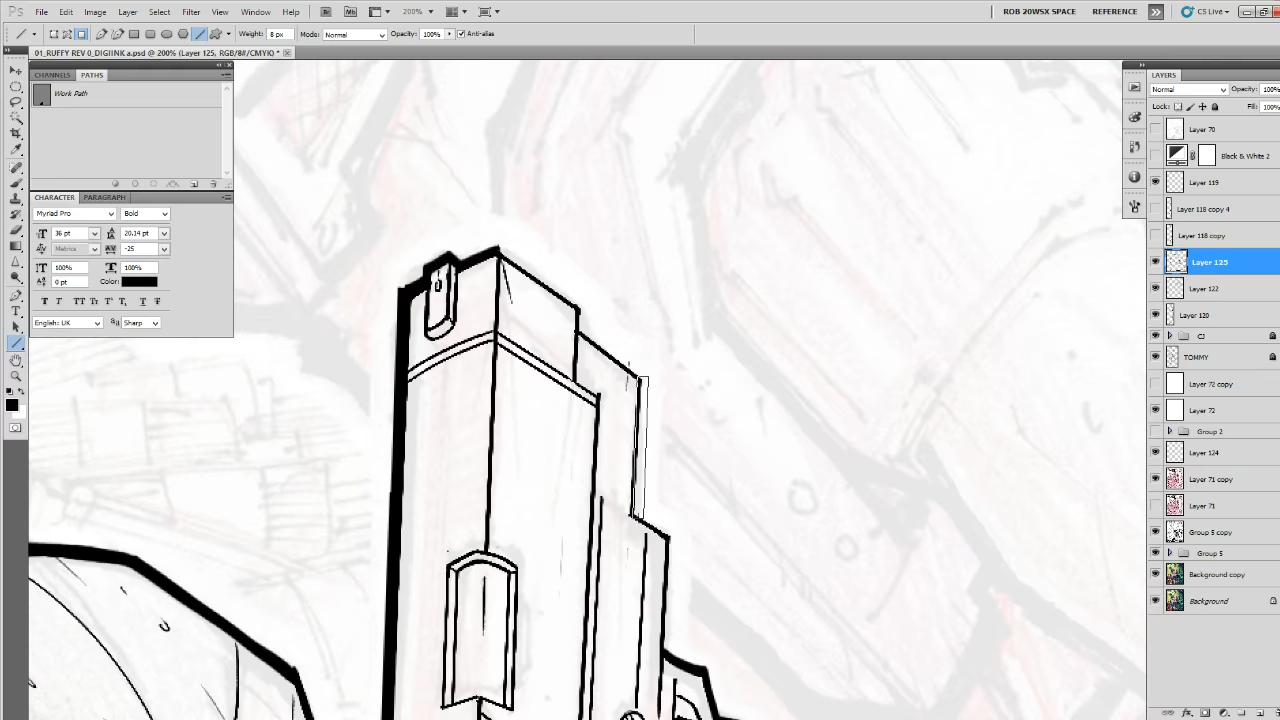 Ps File Edit Image Layer Select Filter View Window Help Br Mb 200% ROB 20WSX SPACE REFERENCE CS Live
Weight: 8 px Mode: Normal Opacity: 100% Anti-alias
01_RUFFY REV 0_DIGIINK a.psd @ 200% (Layer 125, RGB/8#/CMYK) *
CHANNELS PATHS
Work Path
CHARACTER PARAGRAPH
Myriad Pro Bold
36 pt 20.14 pt
Metrics -25
100% 100%
0 pt Color:
English: UK Sharp
LAYERS
Normal Opacity: 100%
Lock: Fill: 100%
Layer 70
Black & White 2
Layer 119
Layer 118 copy 4
Layer 118 copy
Layer 125
Layer 122
Layer 120
CJ
TOMMY
Layer 72 copy
Layer 72
Group 2
Layer 124
Layer 71 copy
Layer 71
Group 5 copy
Group 5
Background copy
Background